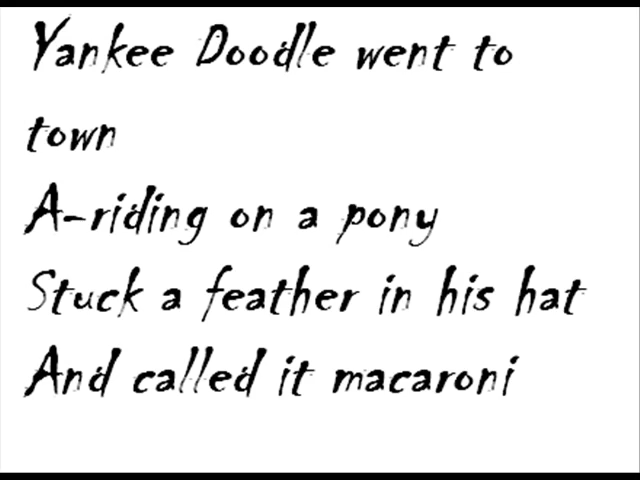 Yankee Doodle went to
town
A-riding on a pony
Stuck a feather in his hat
And called it macaroni